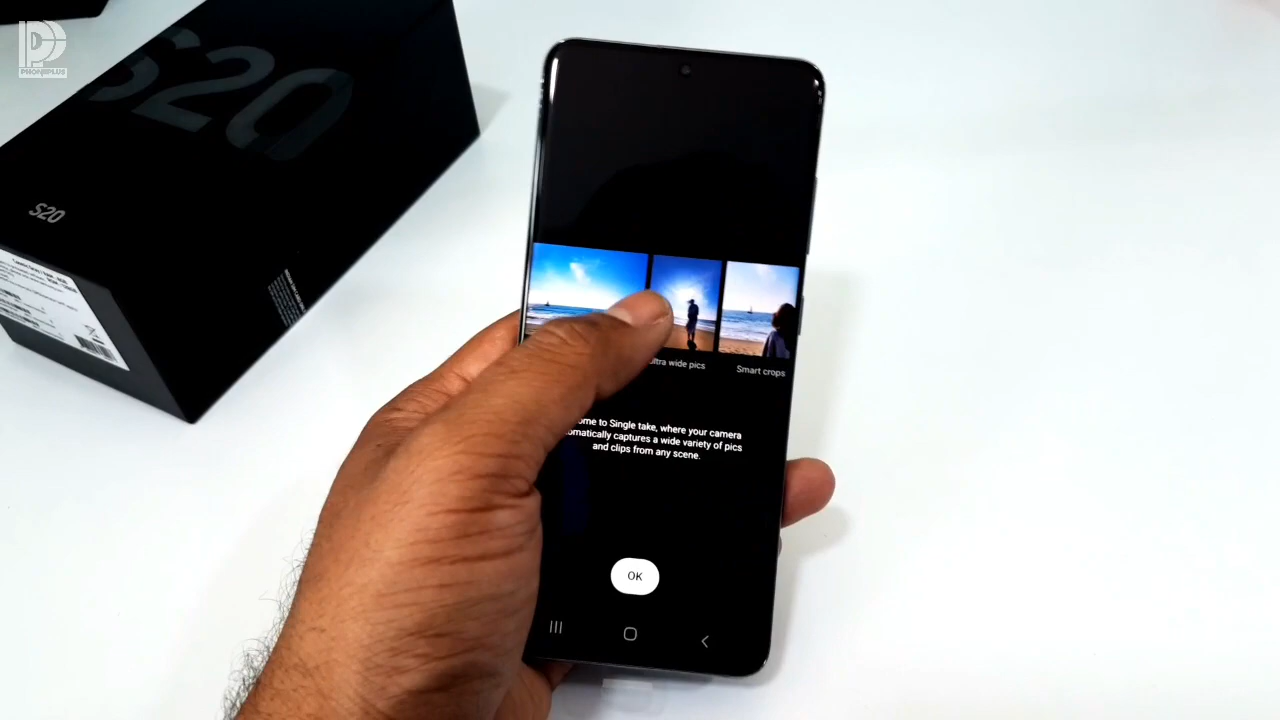 PHONEPLUS
S20
S20
ltra wide pics
Smart crops
ome to Single take, where your camera
omatically captures a wide variety of pics
and clips from any scene.
OK